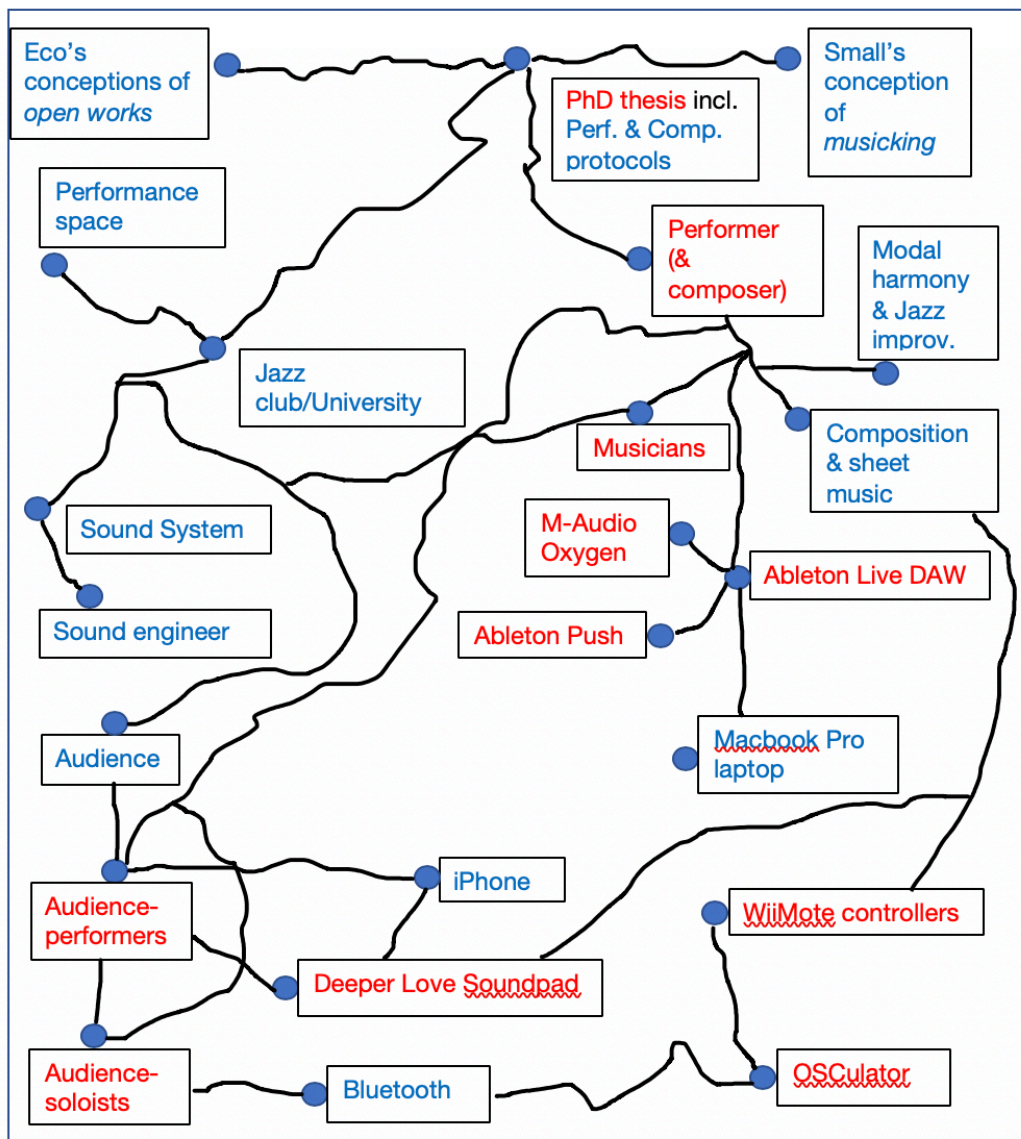 Eco’s
conceptions of
open works
PhD thesis incl.
Perf. & Comp.
protocols
Small’s
conception
of
musicking
Performance
space
Performer
(&
composer)
Modal
harmony
& Jazz
improv.
Jazz
club/University
Musicians
Composition
& sheet
music
Sound System
M-Audio
Oxygen
Ableton Live DAW
Sound engineer
Ableton Push
Audience
Macbook Pro
laptop
iPhone
Audience-
performers
WiiMote controllers
Deeper Love Soundpad
Audience-
soloists
Bluetooth
OSCulator